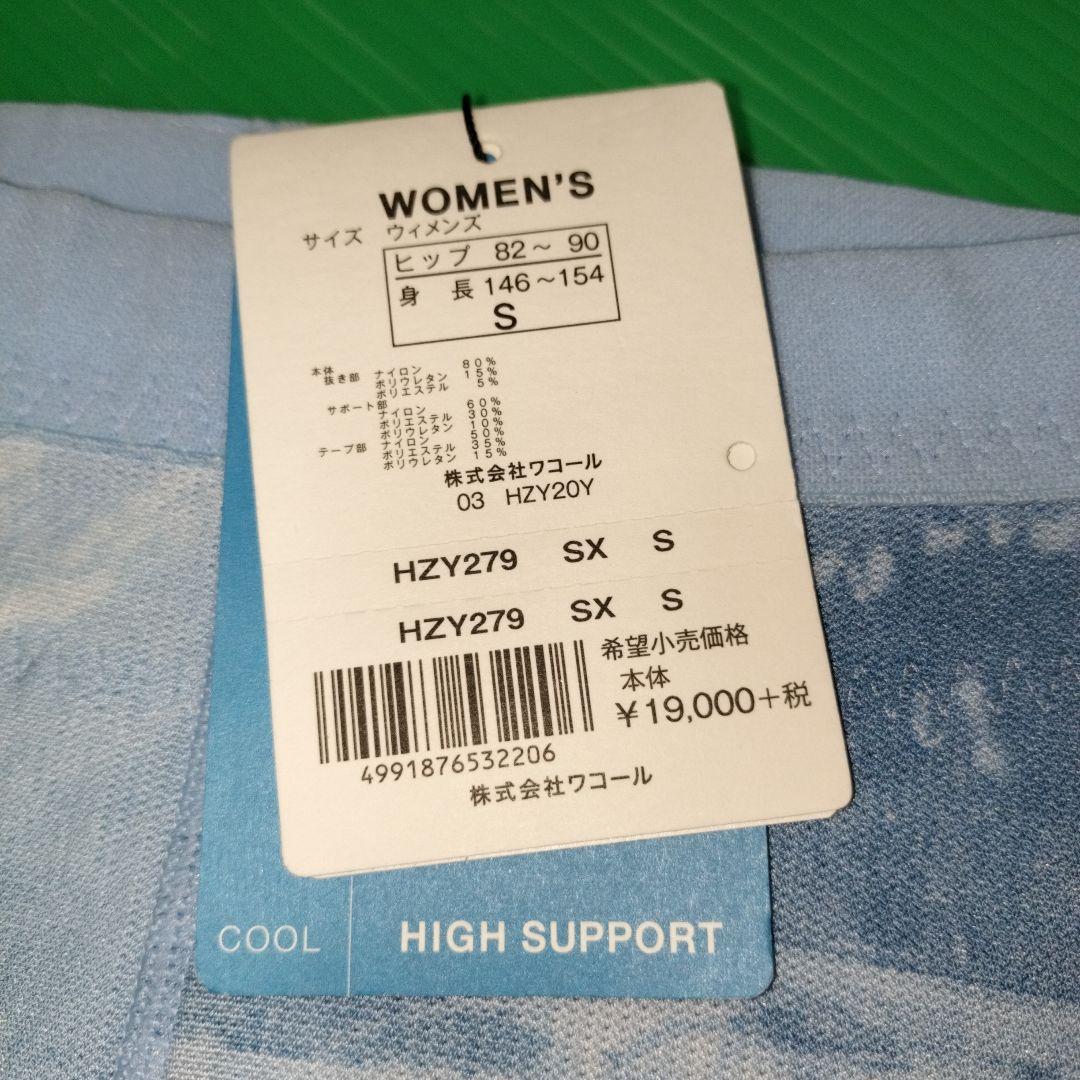 WOMEN'S
サイズ ウィメンズ
ヒップ 82～90
身長 146～154
S
本体
抜き部 ナイロン 80%
ポリウレタン 15%
ポリエステル 5%
サポート部
ナイロン 60%
ポリエステル 30%
ポリウレタン 10%
テープ部 ナイロン 50%
ポリエステル 35%
ポリウレタン 15%
株式会社ワコール
03 HZY20Y
HZY279 SX S
HZY279 SX S
希望小売価格
本体
¥19,000+税
4991876532206
株式会社ワコール
COOL HIGH SUPPORT